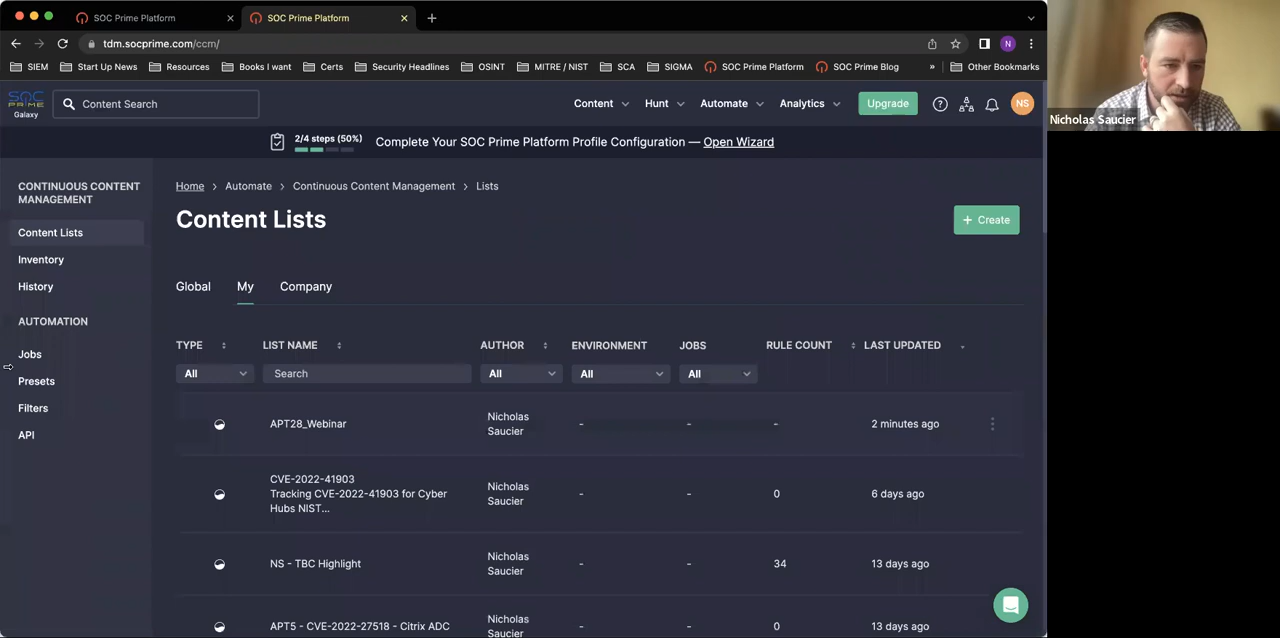 SOC Prime Platform
SOC Prime Platform
tdm.socprime.com/ccm/
N
SIEM Start Up News Resources Books I want Certs Security Headlines OSINT MITRE / NIST SCA SIGMA SOC Prime Platform SOC Prime Blog » Other Bookmarks
SOC
PRIME
Galaxy
Content Search
Content Hunt Automate Analytics Upgrade ? NS
2/4 steps (50%)
Complete Your SOC Prime Platform Profile Configuration — Open Wizard
CONTINUOUS CONTENT
MANAGEMENT
Content Lists
Inventory
History
AUTOMATION
Jobs
Presets
Filters
API
Home > Automate > Continuous Content Management > Lists
Content Lists
+ Create
Global My Company
TYPE LIST NAME AUTHOR ENVIRONMENT JOBS RULE COUNT LAST UPDATED
All Search All All All
APT28_Webinar
Nicholas
Saucier
- - -
2 minutes ago
CVE-2022-41903
Tracking CVE-2022-41903 for Cyber
Hubs NIST...
Nicholas
Saucier
- - 0
6 days ago
NS - TBC Highlight
Nicholas
Saucier
- - 34
13 days ago
APT5 - CVE-2022-27518 - Citrix ADC
Nicholas
Saucier
- - 0
13 days ago
Nicholas Saucier